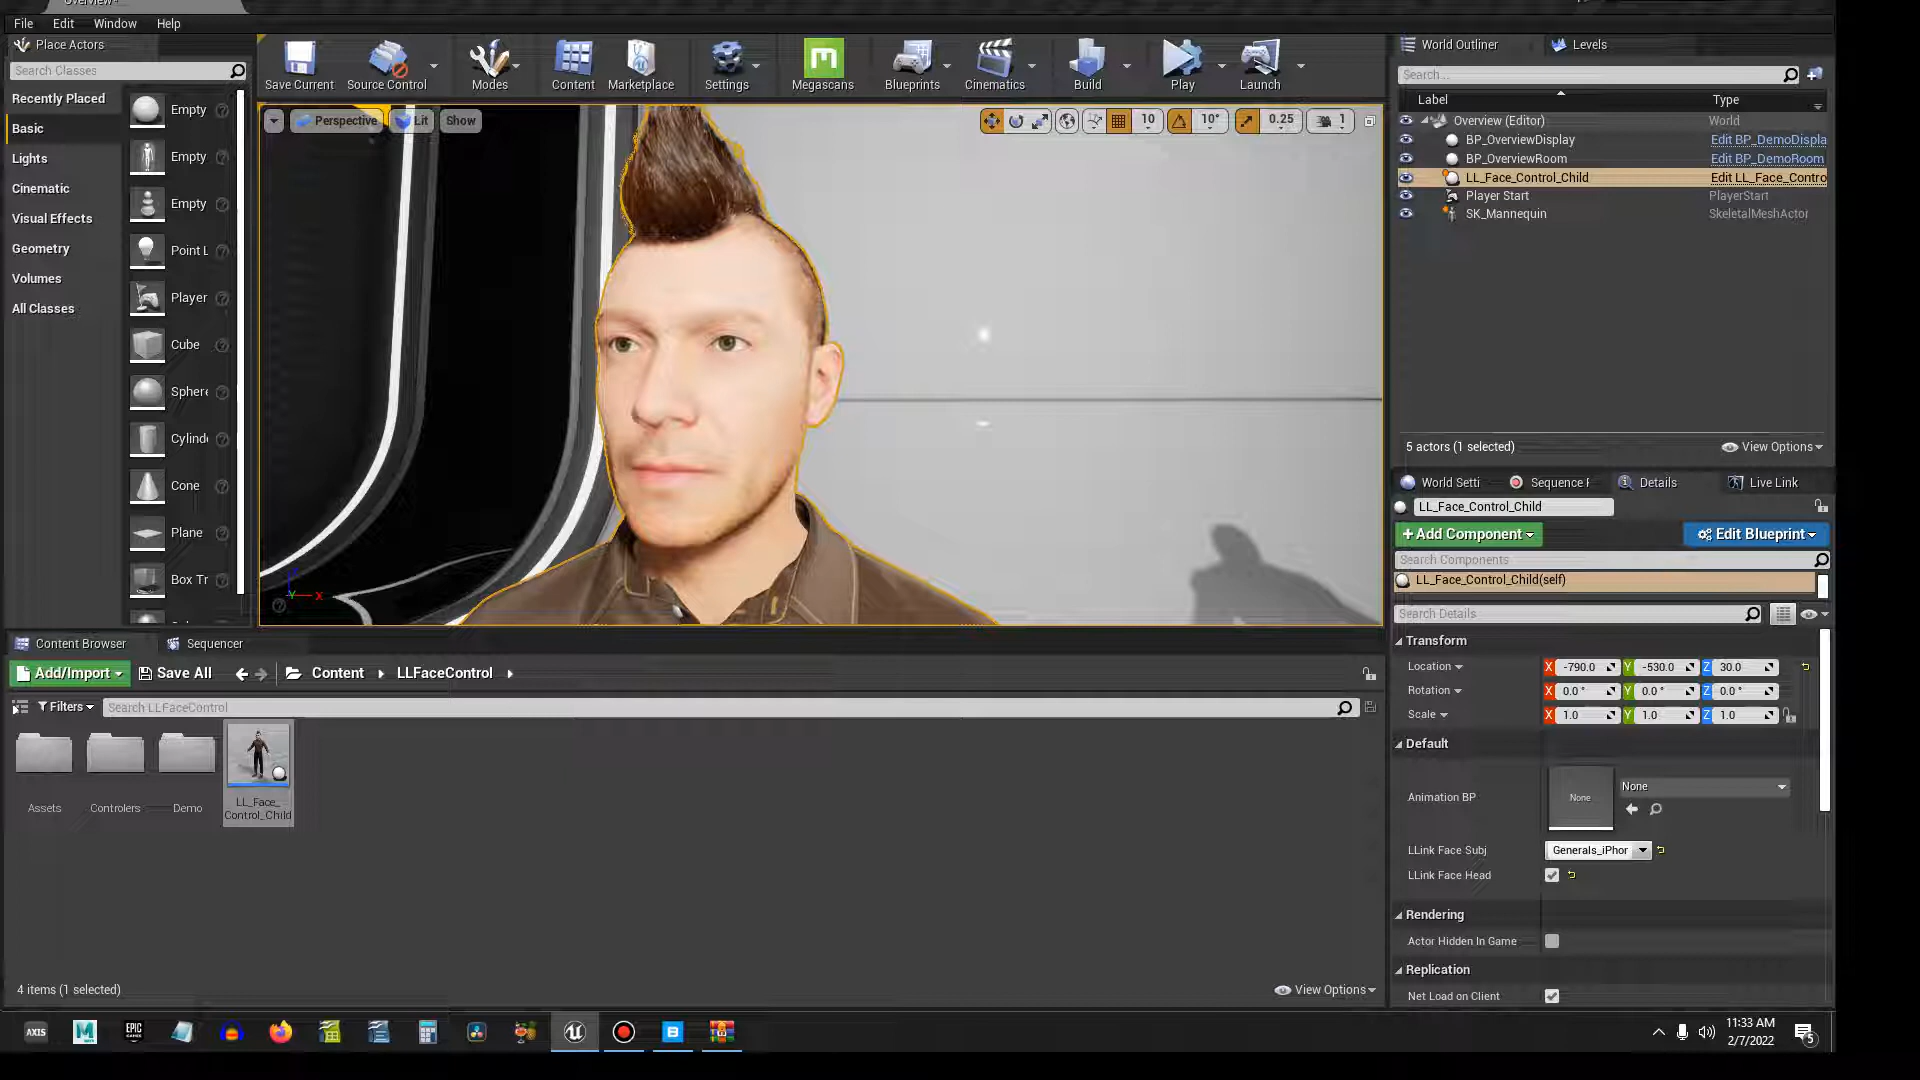 File Edit Window Help
Place Actors
Search Classes
Recently Placed
Basic
Lights
Cinematic
Visual Effects
Geometry
Volumes
All Classes
Empty
Empty
Empty
Point L
Player
Cube
Sphere
Cylinde
Cone
Plane
Box Tr
Save Current
Source Control
Modes
Content
Marketplace
Settings
Megascans
Blueprints
Cinematics
Build
Play
Launch
Perspective Lit Show
10 10° 0.25 1
X
Content Browser Sequencer
Add/Import Save All Content LLFaceControl
Filters Search LLFaceControl
Assets
Controlers
Demo
LL_Face_
Control_Child
4 items (1 selected) View Options
World Outliner Levels
Search...
Label Type
Overview (Editor) World
BP_OverviewDisplay Edit BP_DemoDispla
BP_OverviewRoom Edit BP_DemoRoom
LL_Face_Control_Child Edit LL_Face_Contro
Player Start PlayerStart
SK_Mannequin SkeletalMeshActor
5 actors (1 selected) View Options
World Setti Sequence Details Live Link
LL_Face_Control_Child
+ Add Component Edit Blueprint
Search Components
LL_Face_Control_Child(self)
Search Details
Transform
Location X -790.0 Y -530.0 Z 30.0
Rotation X 0.0 ° Y 0.0 ° Z 0.0 °
Scale X 1.0 Y 1.0 Z 1.0
Default
Animation BP None None
LLink Face Subj Generals_iPhor
LLink Face Head
Rendering
Actor Hidden In Game
Replication
Net Load on Client
AXIS
M
EPIC
GAMES
11:33 AM
2/7/2022
5